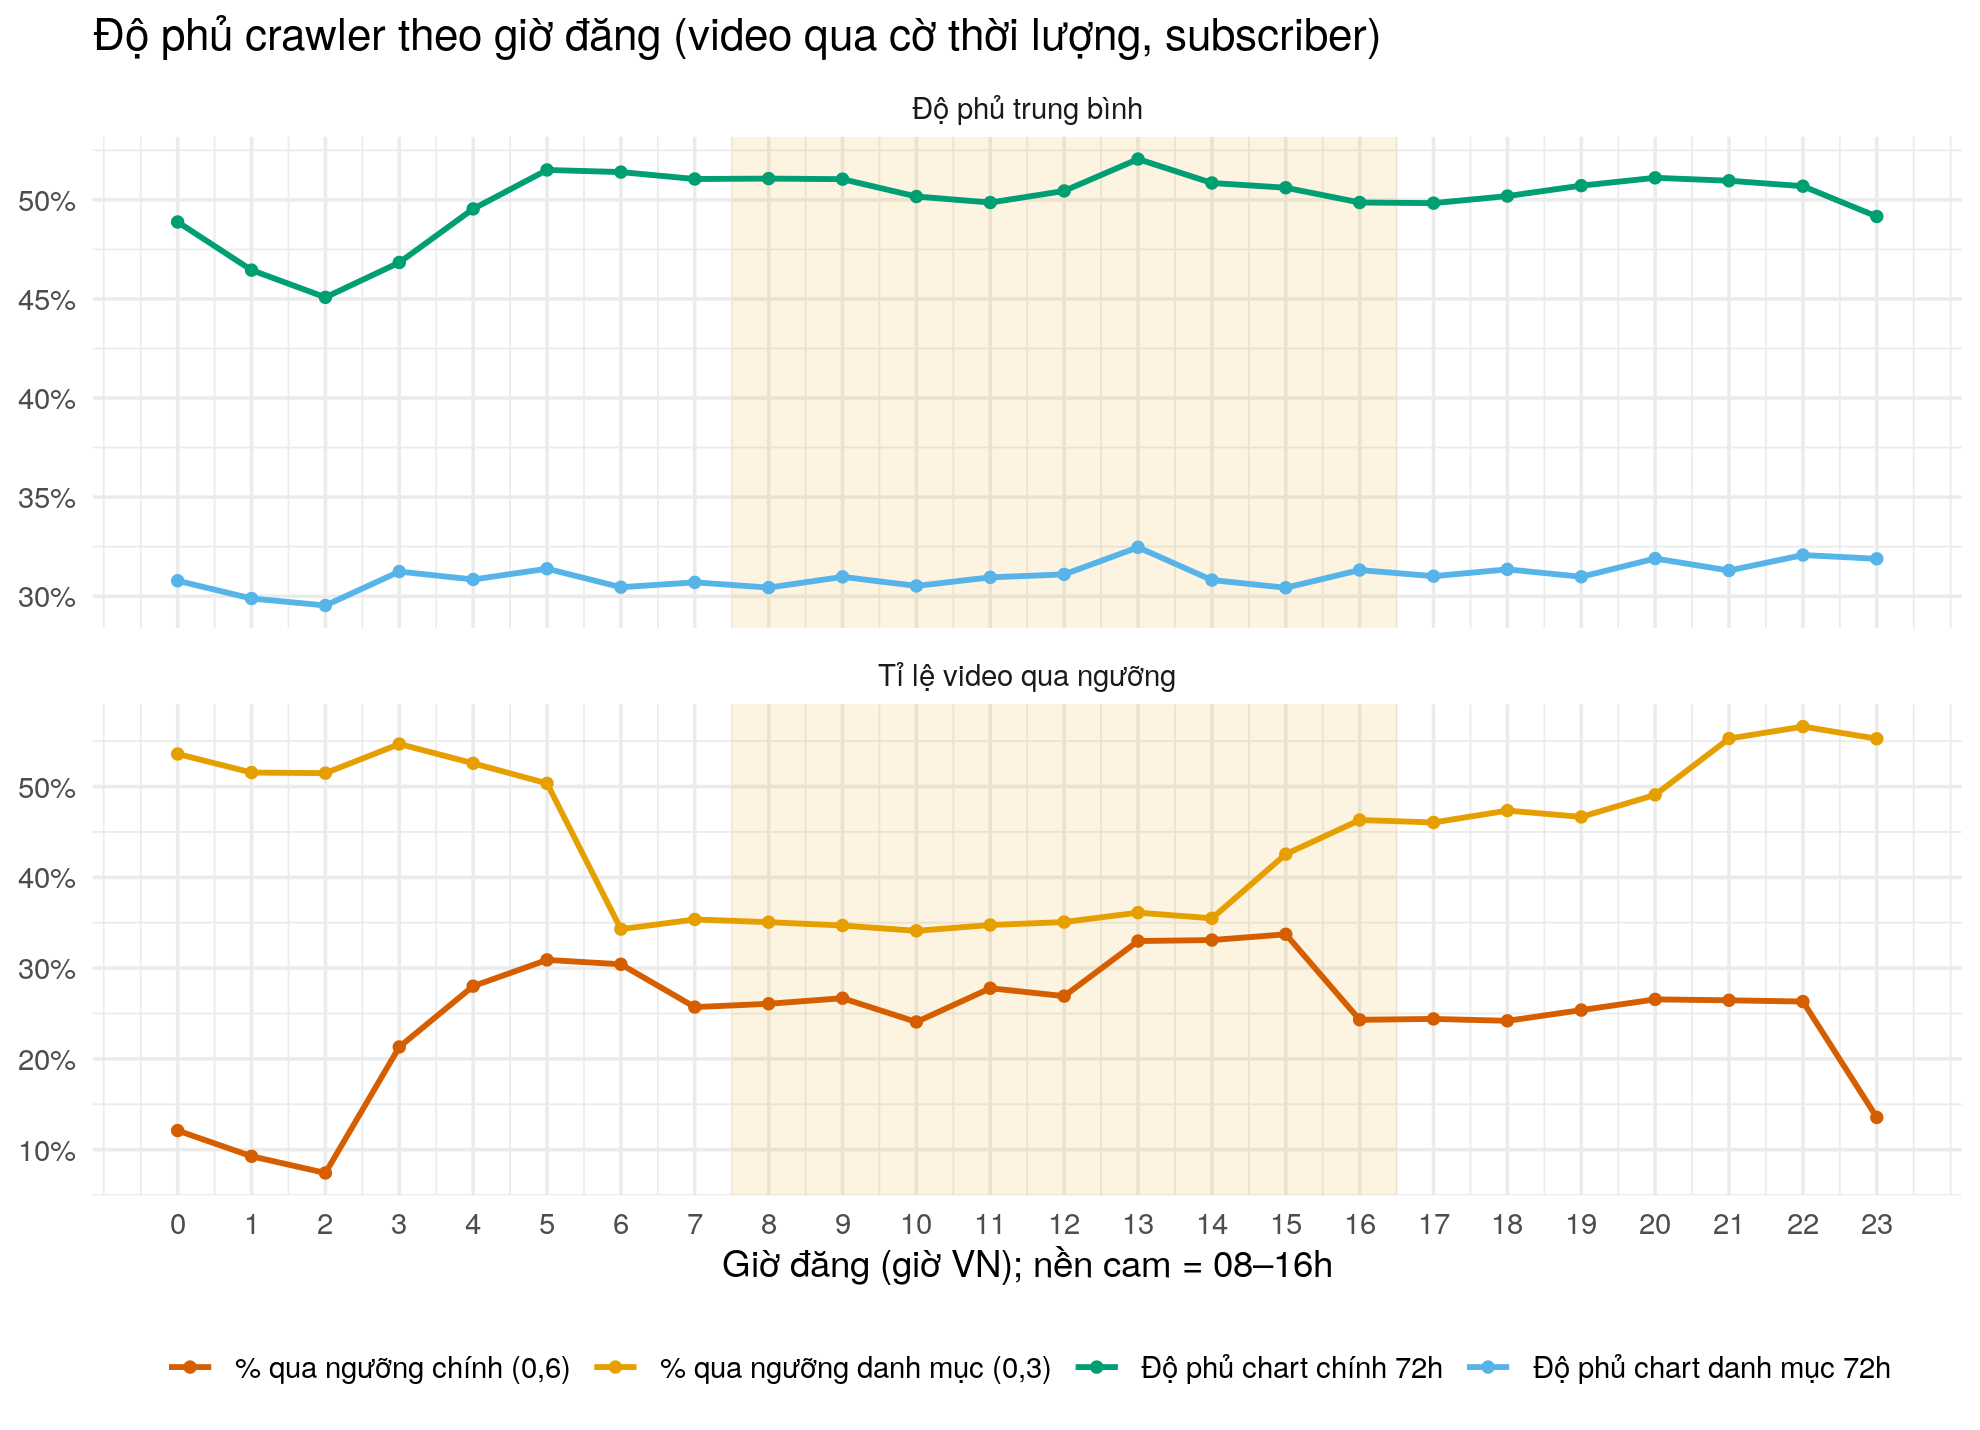 Độ phủ crawler theo giờ đăng (video qua cờ thời lượng, subscriber)
Độ phủ trung bình
50%
45%
40%
35%
30%
Tỉ lệ video qua ngưỡng
50%
40%
30%
20%
10%
0 1 2 3 4 5 6 7 8 9 10 11 12 13 14 15 16 17 18 19 20 21 22 23
Giờ đăng (giờ VN); nền cam = 08–16h
% qua ngưỡng chính (0,6) % qua ngưỡng danh mục (0,3) Độ phủ chart chính 72h Độ phủ chart danh mục 72h